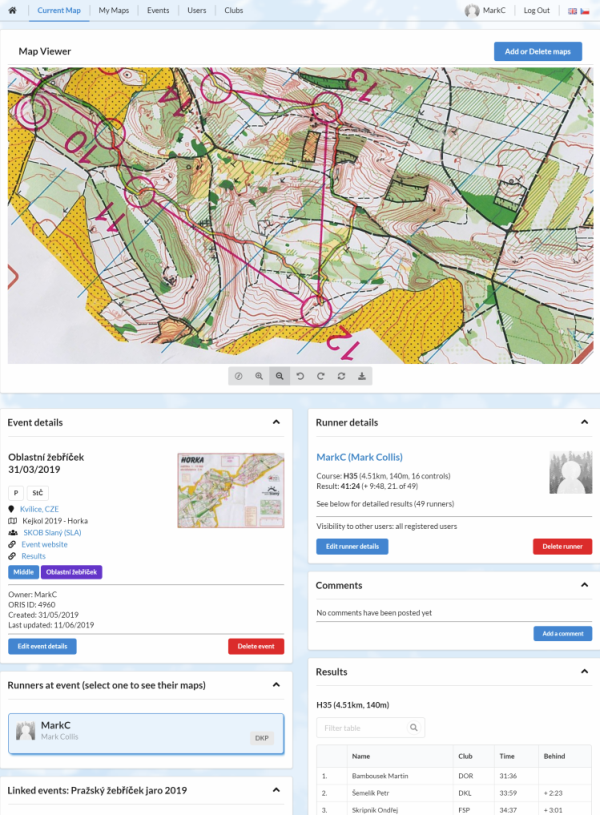 Current Map
My Maps
Events
Users
Clubs
MarkC
Log Out
Map Viewer
Add or Delete maps
13
14
10
11
12
Event details
Oblastní žebříček
31/03/2019
HORKA
P
StČ
Kvílice, CZE
Kejkol 2019 - Horka
SKOB Slaný (SLA)
Event website
Results
Middle
Oblastní žebříček
Owner: MarkC
ORIS ID: 4960
Created: 31/05/2019
Last updated: 11/06/2019
Edit event details
Delete event
Runners at event (select one to see their maps)
MarkC
Mark Collis
DKP
Linked events: Pražský žebříček jaro 2019
Runner details
MarkC (Mark Collis)
Course: H35 (4.51km, 140m, 16 controls)
Result: 41:24 (+ 9:48, 21. of 49)
See below for detailed results (49 runners)
Visibility to other users: all registered users
Edit runner details
Delete runner
Comments
No comments have been posted yet
Add a comment
Results
H35 (4.51km, 140m)
Filter table
Name Club Time Behind
1. Bambousek Martin DOR 31:36
2. Šemelík Petr DKL 33:59 + 2:23
3. Skripnik Ondřej FSP 34:37 + 3:01